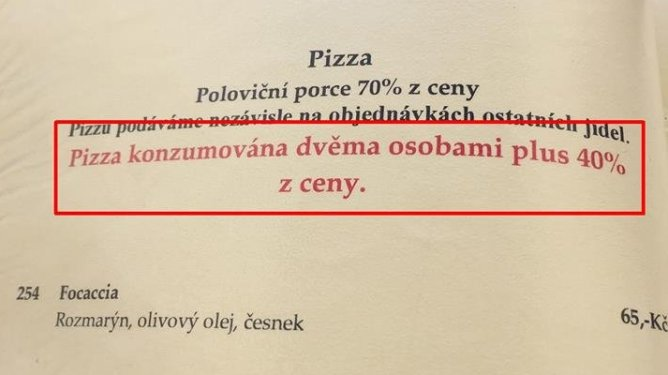 Pizza
Poloviční porce 70% z ceny
Pizzu podáváme nezávisle na objednávkách ostatních jídel.
Pizza konzumována dvěma osobami plus 40%
z ceny.
254 Focaccia 65,-Kč
Rozmarýn, olivový olej, česnek